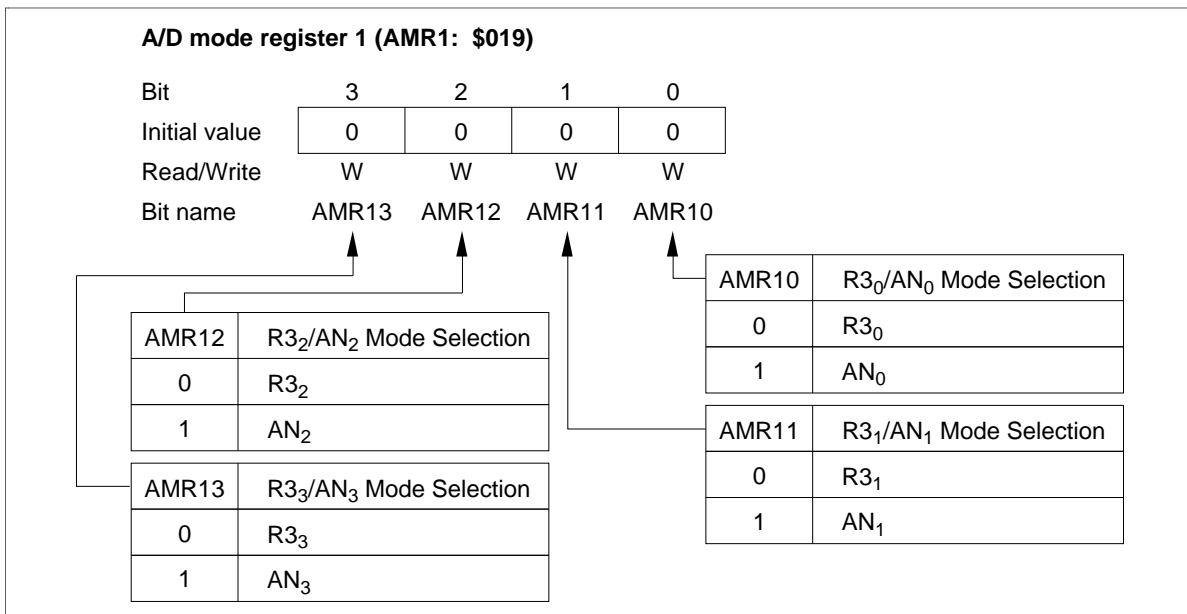 A/D mode register 1 (AMR1: $019)
Bit 3 2 1 0
Initial value 0 0 0 0
Read/Write W W W W
Bit name AMR13 AMR12 AMR11 AMR10
AMR10 R3₀/AN₀ Mode Selection
0 R3₀
1 AN₀
AMR12 R3₂/AN₂ Mode Selection
0 R3₂
1 AN₂
AMR11 R3₁/AN₁ Mode Selection
0 R3₁
1 AN₁
AMR13 R3₃/AN₃ Mode Selection
0 R3₃
1 AN₃